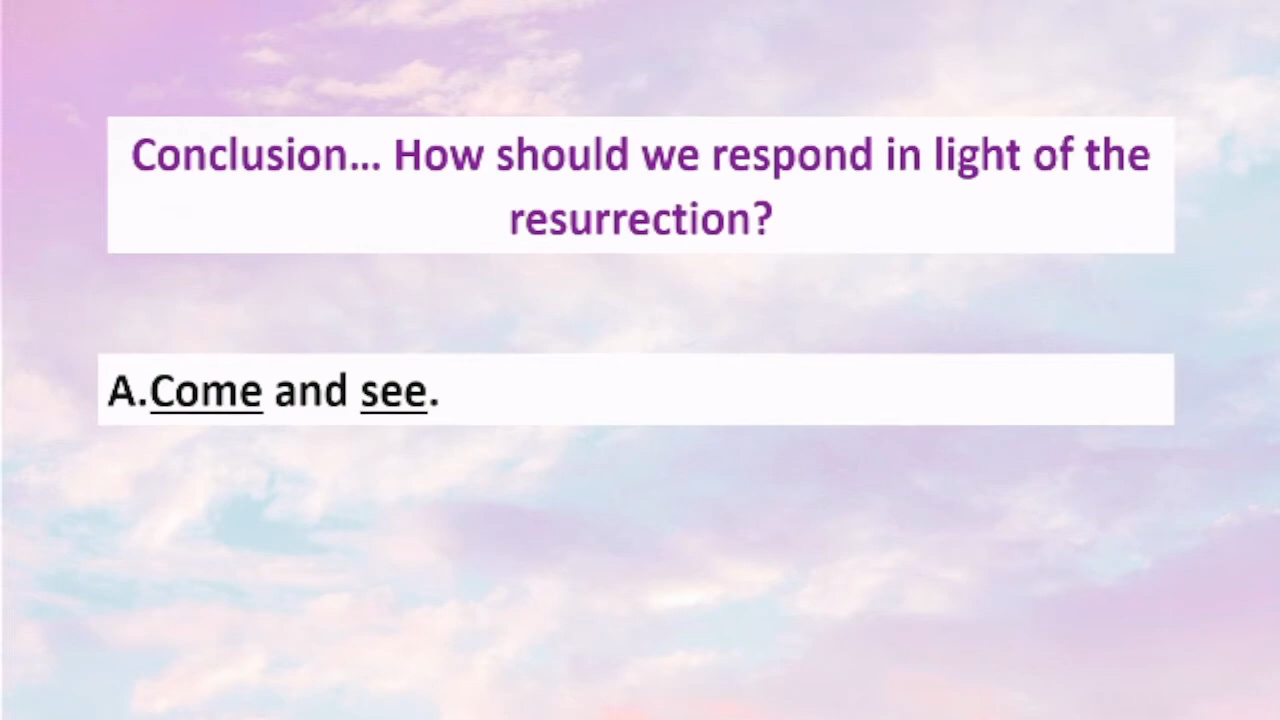 Conclusion... How should we respond in light of the
resurrection?
A.Come and see.